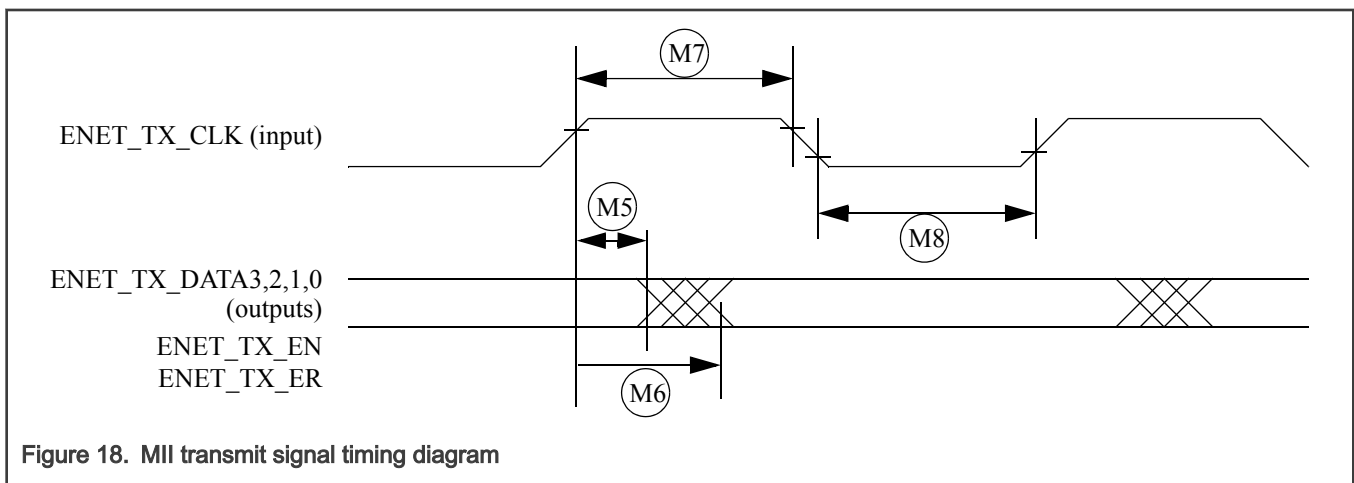 M7
ENET_TX_CLK (input)
M5
M8
ENET_TX_DATA3,2,1,0
(outputs)
ENET_TX_EN
ENET_TX_ER
M6
Figure 18. MII transmit signal timing diagram